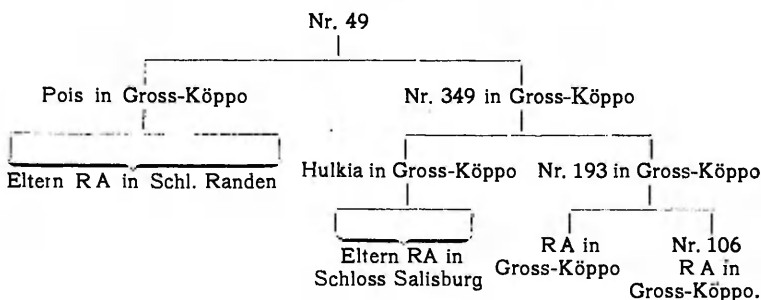 Nr. 49
Pois in Gross-Köppo
Nr. 349 in Gross-Köppo
Eltern RA in Schl. Randen
Hulkia in Gross-Köppo
Nr. 193 in Gross-Köppo
Eltern RA in
Schloss Salisburg
RA in
Gross-Köppo
Nr. 106
RA in
Gross-Köppo.